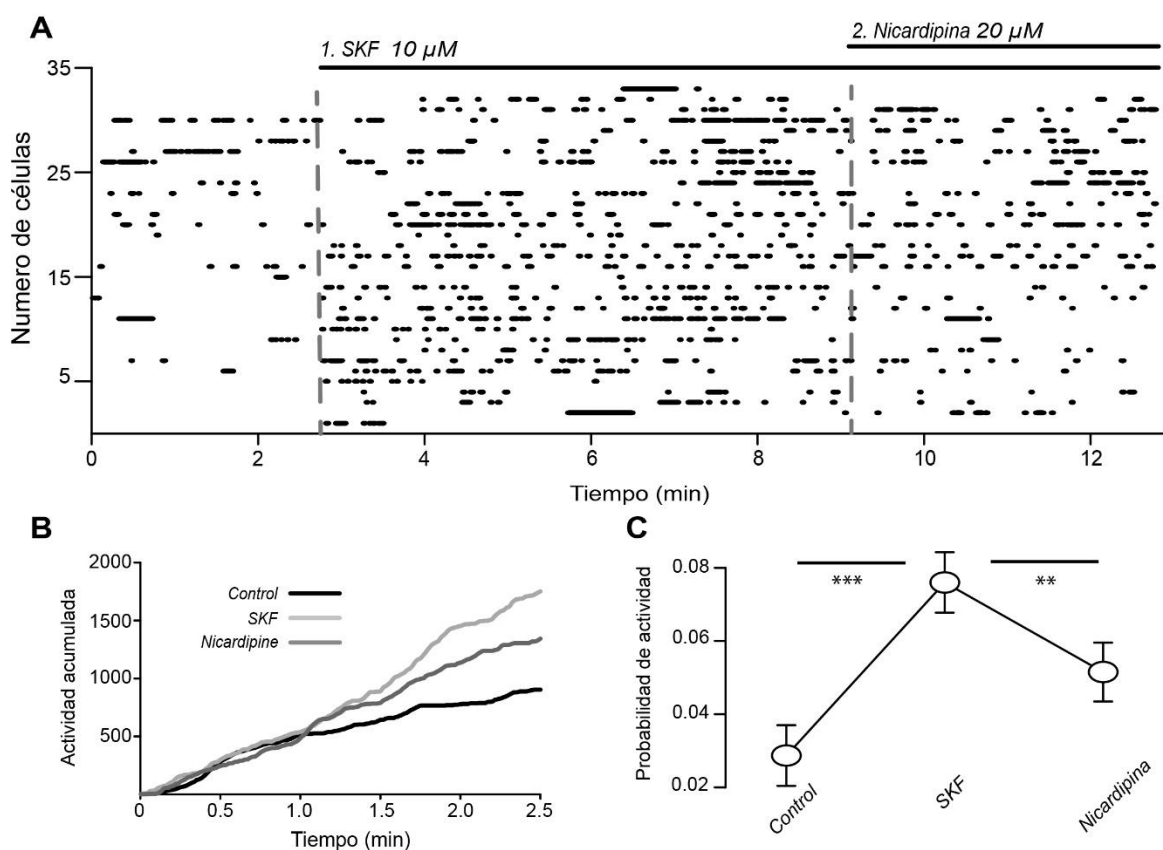 A
1. SKF 10 µM
2. Nicardipina 20 µM
Numero de células
35
25
15
5
0 2 4 6 8 10 12
Tiempo (min)
B
Actividad acumulada
2000
1500
1000
500
Control
SKF
Nicardipine
0 0.5 1.0 1.5 2.0 2.5
Tiempo (min)
C
Probabilidad de actividad
0.08
0.06
0.04
0.02
*** **
Control SKF Nicardipina